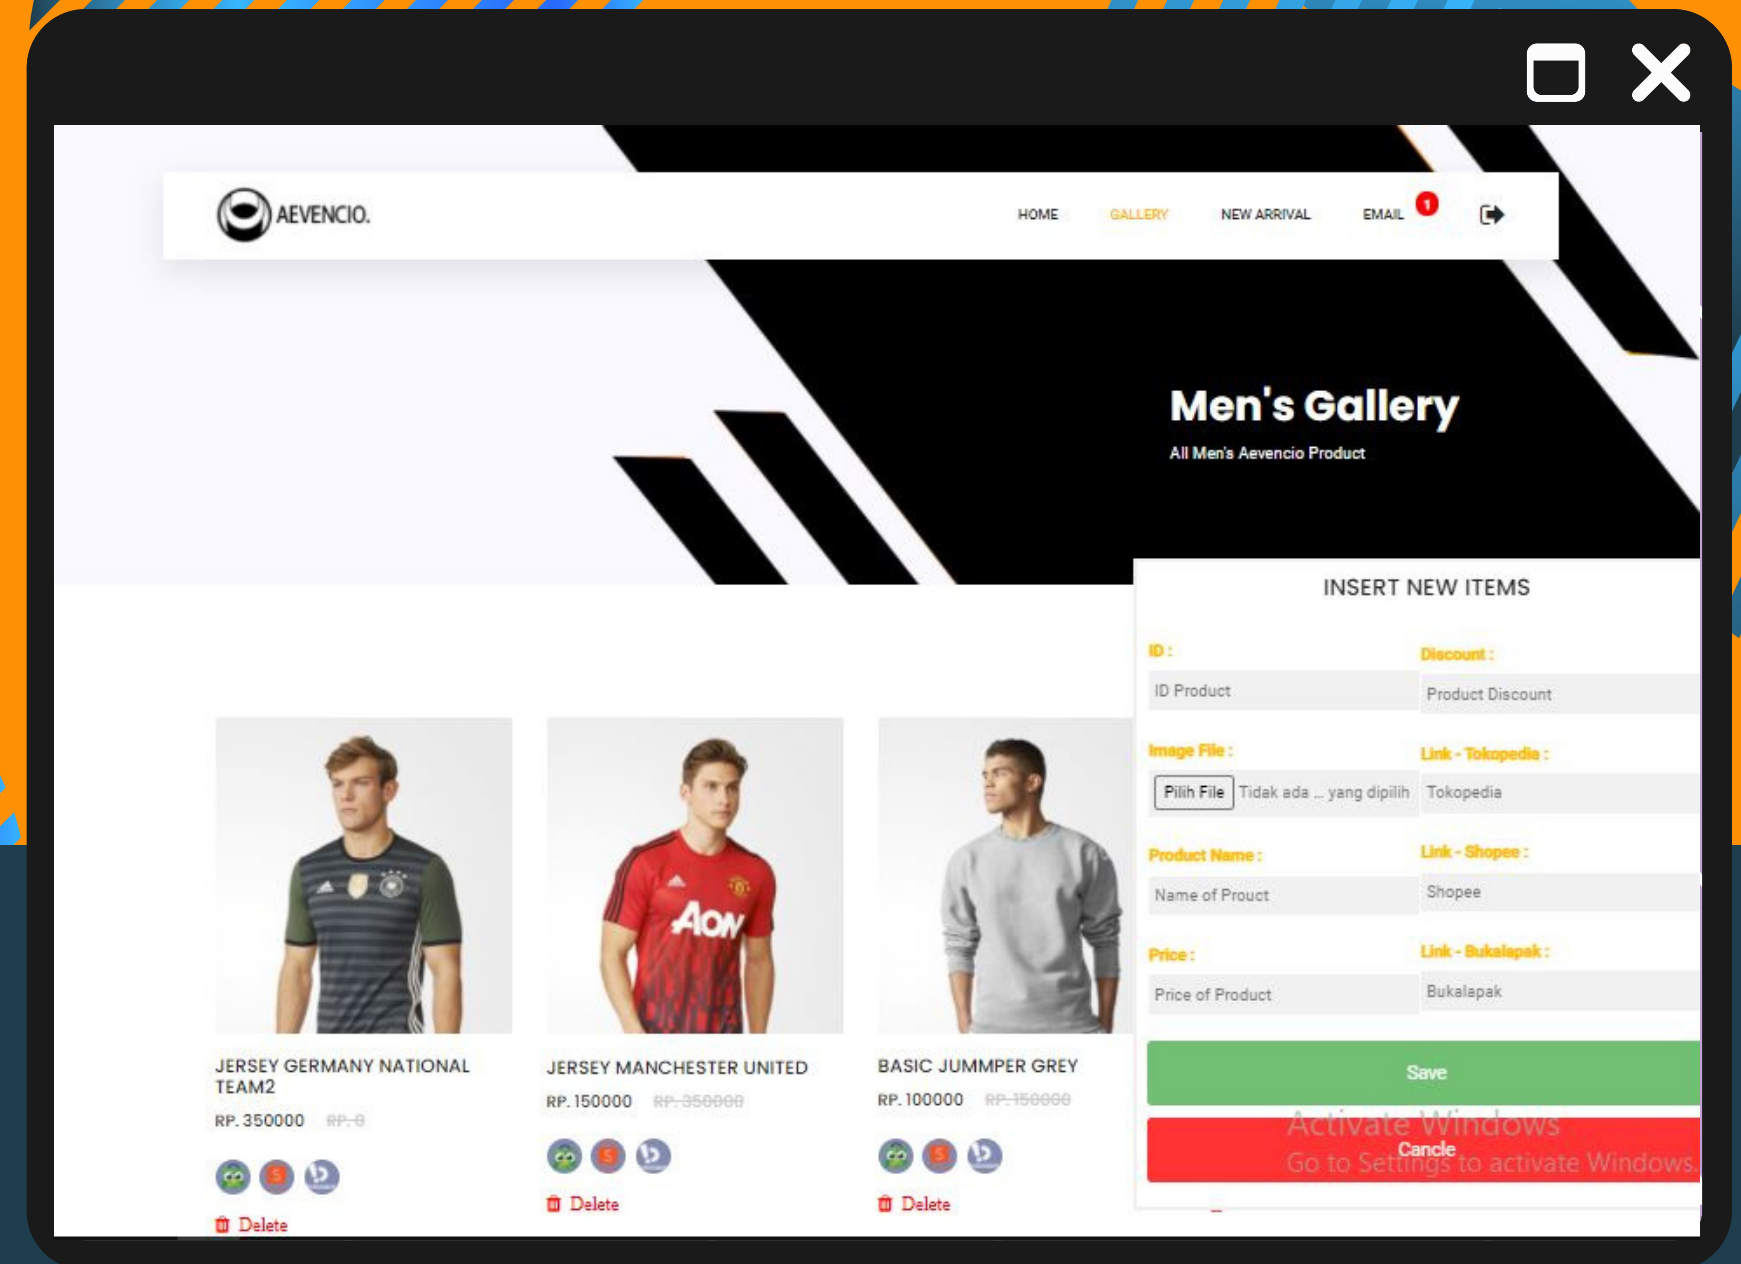 AEVENCIO.
HOME GALLERY NEW ARRIVAL EMAIL 1
Men's Gallery
All Men's Aevencio Product
INSERT NEW ITEMS
ID :
ID Product
Discount :
Product Discount
Image File :
Pilih File Tidak ada ... yang dipilih
Link - Tokopedia :
Tokopedia
Product Name :
Name of Prouct
Link - Shopee :
Shopee
Price :
Price of Product
Link - Bukalapak :
Bukalapak
Save
Cancle
Activate Windows
Go to Settings to activate Windows.
AON
JERSEY GERMANY NATIONAL
TEAM2
RP. 350000 RP. 0
Delete
JERSEY MANCHESTER UNITED
RP. 150000 RP. 350000
Delete
BASIC JUMMPER GREY
RP. 100000 RP. 150000
Delete